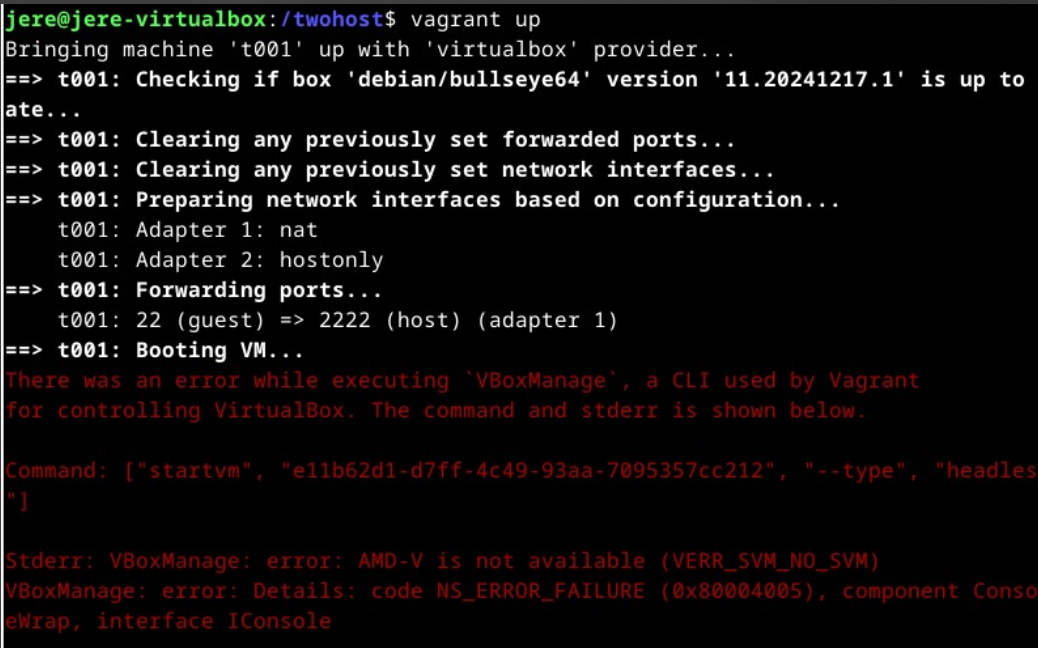 jere@jere-virtualbox:/twohost$ vagrant up
Bringing machine 't001' up with 'virtualbox' provider...
==> t001: Checking if box 'debian/bullseye64' version '11.20241217.1' is up to
ate...
==> t001: Clearing any previously set forwarded ports...
==> t001: Clearing any previously set network interfaces...
==> t001: Preparing network interfaces based on configuration...
    t001: Adapter 1: nat
    t001: Adapter 2: hostonly
==> t001: Forwarding ports...
    t001: 22 (guest) => 2222 (host) (adapter 1)
==> t001: Booting VM...
There was an error while executing `VBoxManage`, a CLI used by Vagrant
for controlling VirtualBox. The command and stderr is shown below.

Command: ["startvm", "e11b62d1-d7ff-4c49-93aa-7095357cc212", "--type", "headles
"]

Stderr: VBoxManage: error: AMD-V is not available (VERR_SVM_NO_SVM)
VBoxManage: error: Details: code NS_ERROR_FAILURE (0x80004005), component Conso
eWrap, interface IConsole